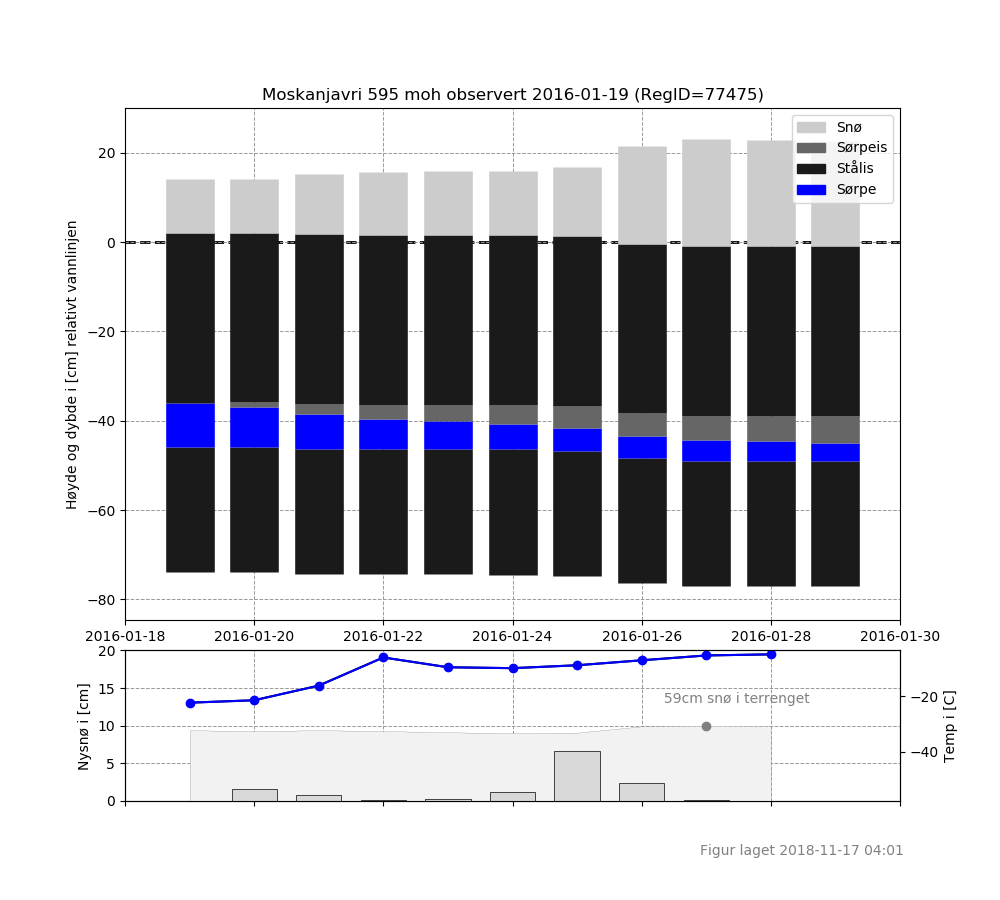 Moskanjavri 595 moh observert 2016-01-19 (RegID=77475)
Høyde og dybde i [cm] relativt vannlinjen
20
0
−20
−40
−60
−80
Snø
Sørpeis
Stålis
Sørpe
2016-01-18 2016-01-20 2016-01-22 2016-01-24 2016-01-26 2016-01-28 2016-01-30
Nysnø i [cm]
20
15
10
5
0
59cm snø i terrenget
−20
−40
Temp i [C]
Figur laget 2018-11-17 04:01